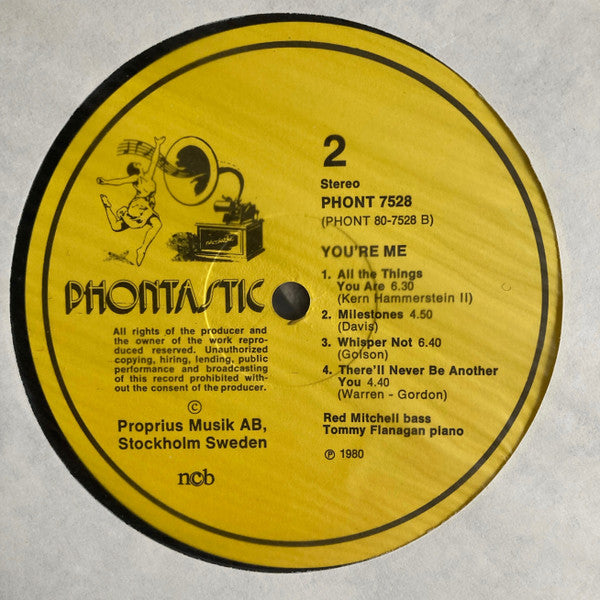 PHONTASTIC
All rights of the producer and
the owner of the work repro-
duced reserved. Unauthorized
copying, hiring, lending, public
performance and broadcasting
of this record prohibited with-
out the consent of the producer.
©
Proprius Musik AB,
Stockholm Sweden
ncb
2
Stereo
PHONT 7528
(PHONT 80-7528 B)
YOU'RE ME
1. All the Things
You Are 6.30
(Kern Hammerstein II)
2. Milestones 4.50
(Davis)
3. Whisper Not 6.40
(Golson)
4. There'll Never Be Another
You 4.40
(Warren - Gordon)
Red Mitchell bass
Tommy Flanagan piano
℗ 1980